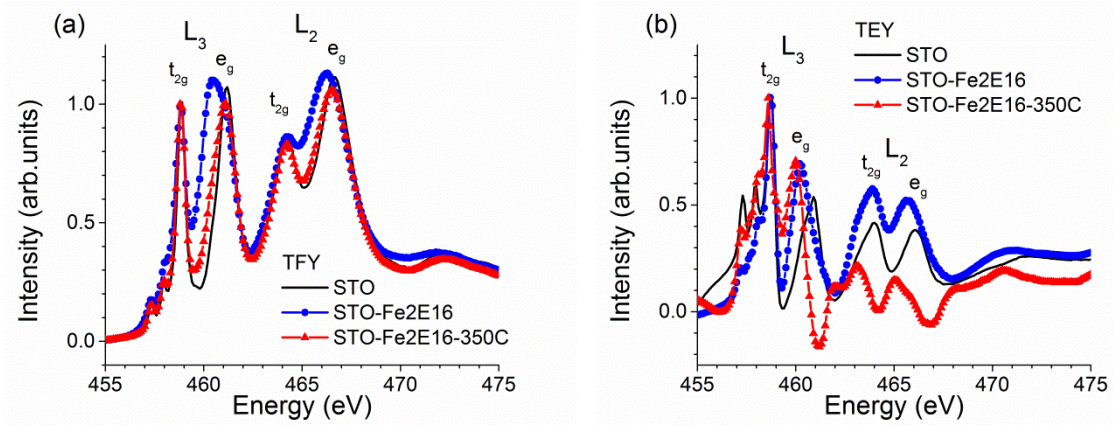 (a)
L3
L2
t2g
eg
t2g
eg
Intensity (arb.units)
1.0
0.5
0.0
TFY
STO
STO-Fe2E16
STO-Fe2E16-350C
455
460
465
470
475
Energy (eV)
(b)
TEY
STO
STO-Fe2E16
STO-Fe2E16-350C
L3
t2g
eg
L2
t2g
eg
Intensity (arb.units)
1.0
0.5
0.0
455
460
465
470
475
Energy (eV)